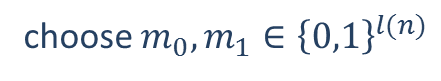 choose m₀, m₁ ∈ {0,1}^{l(n)}